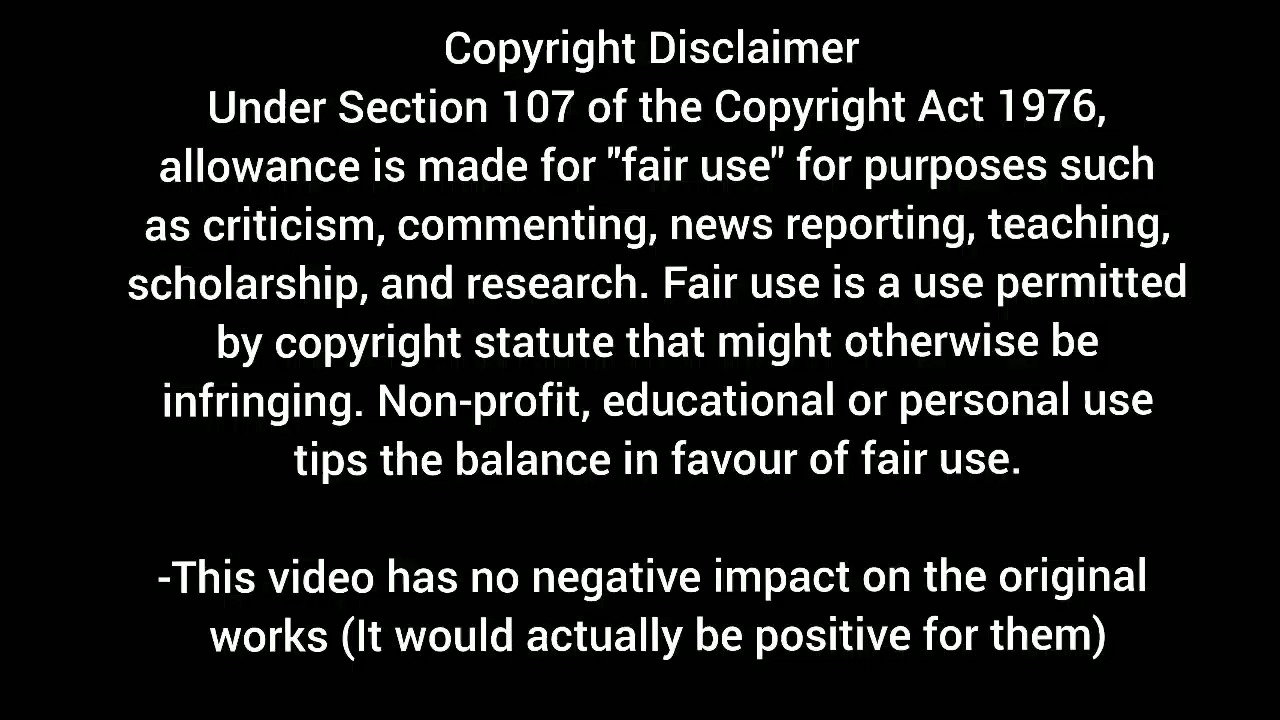 Copyright Disclaimer
Under Section 107 of the Copyright Act 1976,
allowance is made for "fair use" for purposes such
as criticism, commenting, news reporting, teaching,
scholarship, and research. Fair use is a use permitted
by copyright statute that might otherwise be
infringing. Non-profit, educational or personal use
tips the balance in favour of fair use.
-This video has no negative impact on the original
works (It would actually be positive for them)